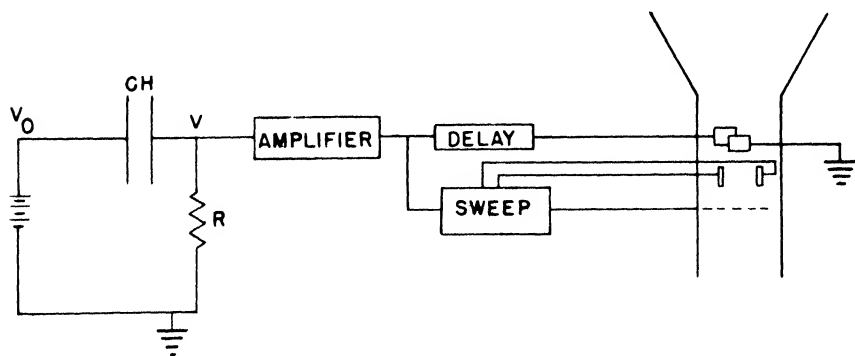 CH
V0
V
AMPLIFIER
DELAY
R
SWEEP